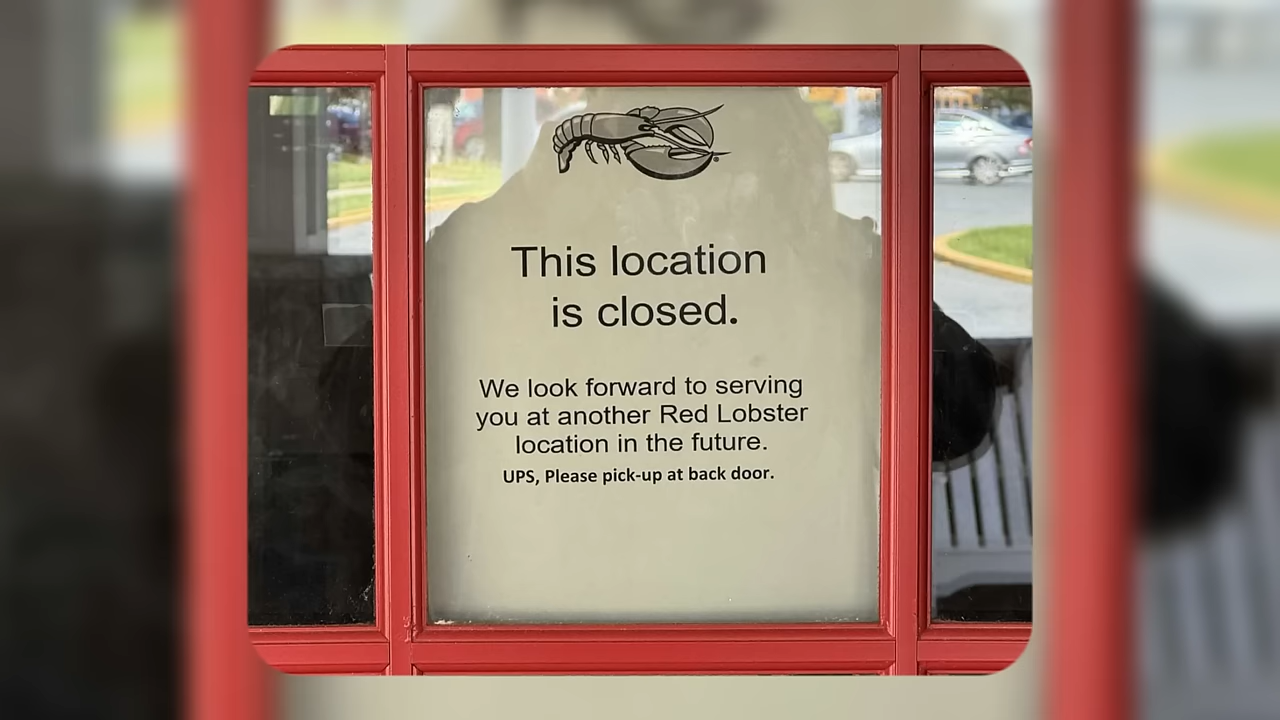 This location
is closed.
We look forward to serving
you at another Red Lobster
location in the future.
UPS, Please pick-up at back door.